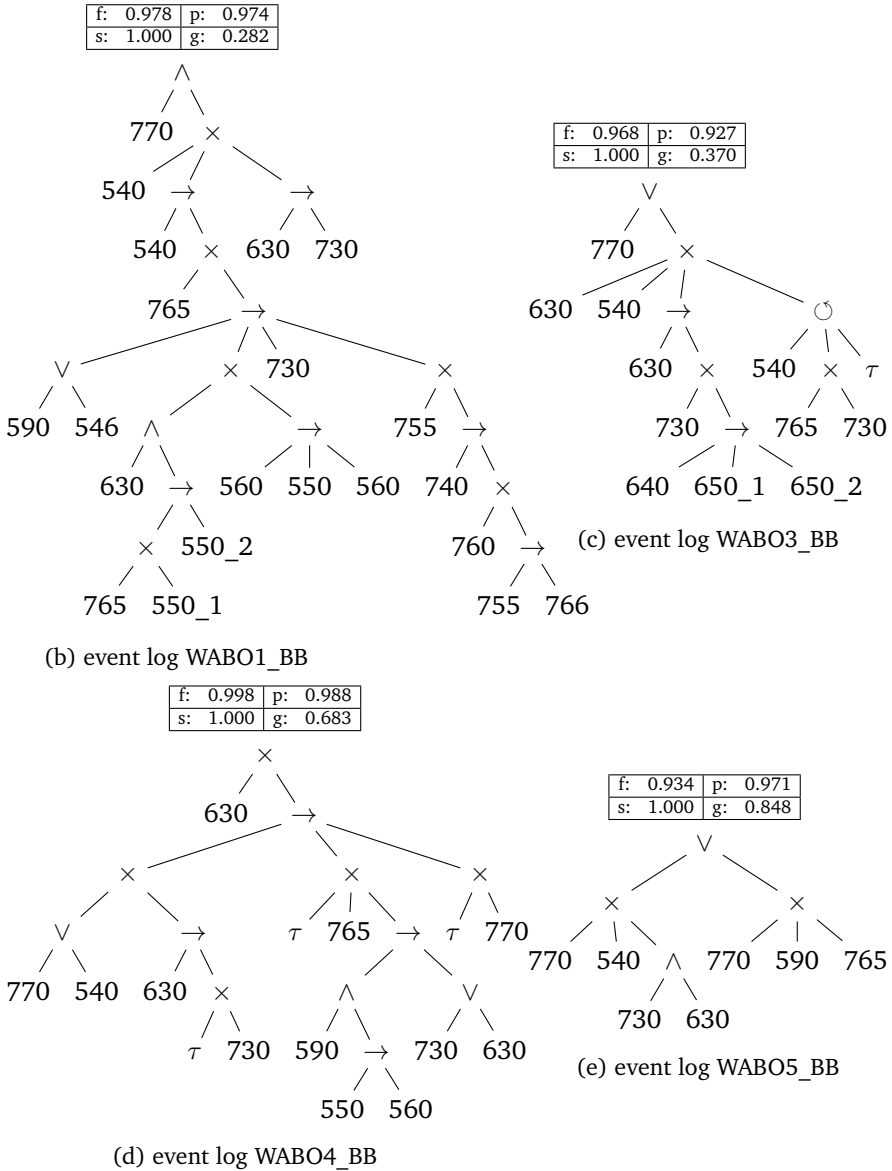 f: 0.978 p: 0.974
s: 1.000 g: 0.282
∧
770 ×
540 → →
540 × 630 730
765 →
∨ × 730 ×
590 546 ∧ → 755 →
630 → 560 550 560 740 ×
× 550_2 760 →
765 550_1 755 766
(b) event log WABO1_BB
f: 0.968 p: 0.927
s: 1.000 g: 0.370
∨
770 ×
630 540 → ↺
630 × 540 × τ
730 → 765 730
640 650_1 650_2
(c) event log WABO3_BB
f: 0.998 p: 0.988
s: 1.000 g: 0.683
×
630 →
× × ×
∨ → τ 765 → τ 770
770 540 630 × ∧ ∨
τ 730 590 → 730 630
550 560
(d) event log WABO4_BB
f: 0.934 p: 0.971
s: 1.000 g: 0.848
∨
× ×
770 540 ∧ 770 590 765
730 630
(e) event log WABO5_BB